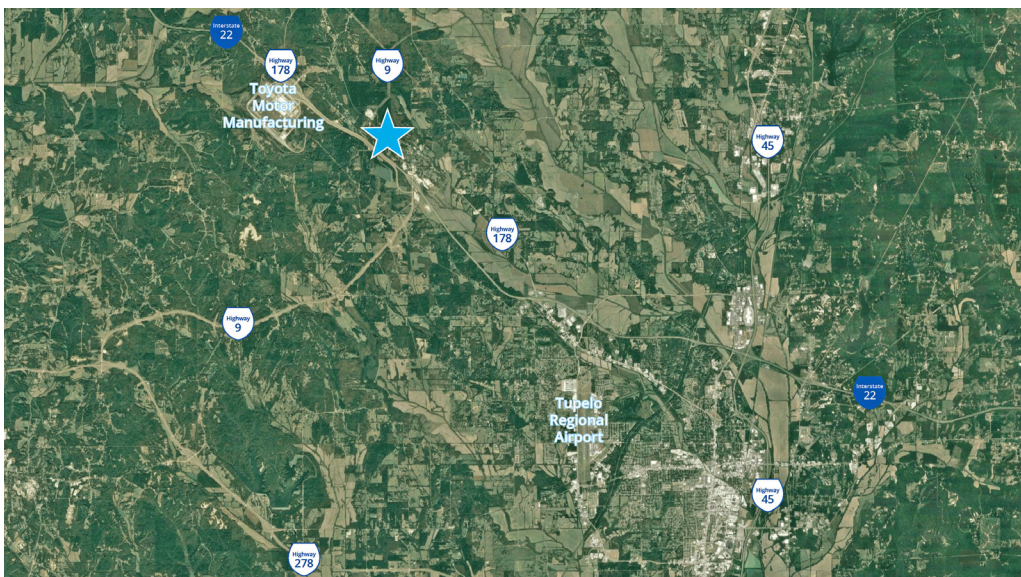 Interstate
22
Highway
178
Highway
9
Toyota
Motor
Manufacturing
Highway
45
Highway
178
Highway
9
Interstate
22
Tupelo
Regional
Airport
Highway
45
Highway
278